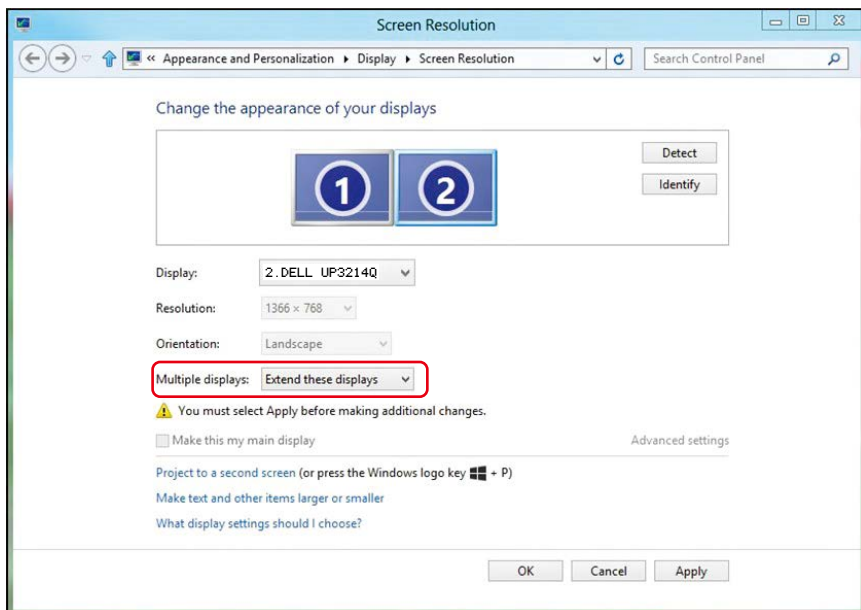 Screen Resolution
« Appearance and Personalization ▸ Display ▸ Screen Resolution Search Control Panel
Change the appearance of your displays
1 2
Detect
Identify
Display: 2.DELL UP3214Q
Resolution: 1366 × 768
Orientation: Landscape
Multiple displays: Extend these displays
You must select Apply before making additional changes.
Make this my main display Advanced settings
Project to a second screen (or press the Windows logo key + P)
Make text and other items larger or smaller
What display settings should I choose?
OK Cancel Apply